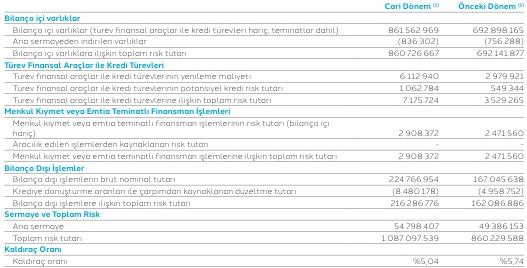 Cari Dönem (1) Önceki Dönem (1)
Bilanço içi varlıklar
Bilanço içi varlıklar (türev finansal araçlar ile kredi türevleri hariç, teminatlar dahil) 861.562.969 692.898.165
Ana sermayeden indirilen varlıklar (836.302) (756.288)
Bilanço içi varlıklara ilişkin toplam risk tutarı 860.726.667 692.141.877
Türev Finansal Araçlar ile Kredi Türevleri
Türev finansal araçlar ile kredi türevlerinin yenileme maliyeti 6.112.940 2.979.921
Türev finansal araçlar ile kredi türevlerinin potansiyel kredi risk tutarı 1.062.784 549.344
Türev finansal araçlar ile kredi türevlerine ilişkin toplam risk tutarı 7.175.724 3.529.265
Menkul Kıymet veya Emtia Teminatlı Finansman İşlemleri
Menkul kıymet veya emtia teminatlı finansman işlemlerinin risk tutarı (bilanço içi
hariç) 2.908.372 2.471.560
Aracılık edilen işlemlerden kaynaklanan risk tutarı - -
Menkul kıymet veya emtia teminatlı finansman işlemlerine ilişkin toplam risk tutarı 2.908.372 2.471.560
Bilanço Dışı İşlemler
Bilanço dışı işlemlerin brüt nominal tutarı 224.766.954 167.045.638
Krediye dönüştürme oranları ile çarpımdan kaynaklanan düzeltme tutarı (8.480.178) (4.958.752)
Bilanço dışı işlemlere ilişkin toplam risk tutarı 216.286.776 162.086.886
Sermaye ve Toplam Risk
Ana sermaye 54.798.407 49.386.153
Toplam risk tutarı 1.087.097.539 860.229.588
Kaldıraç Oranı
Kaldıraç oranı %5,04 %5,74